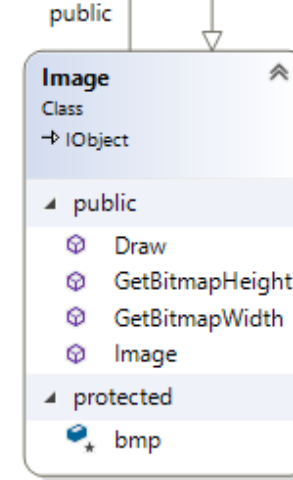 public
Image
Class
IObject
public
Draw
GetBitmapHeight
GetBitmapWidth
Image
protected
bmp